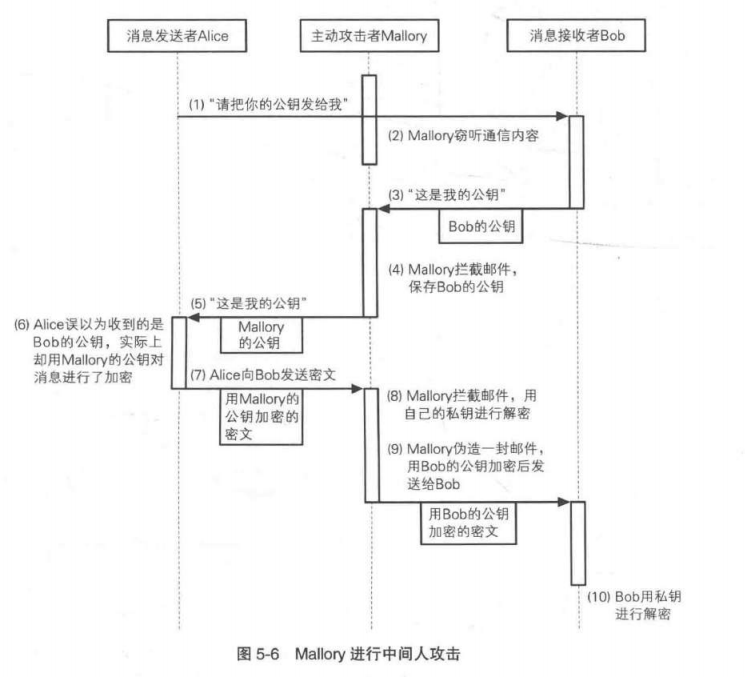 消息发送者Alice
主动攻击者Mallory
消息接收者Bob
(1) “请把你的公钥发给我”
(2) Mallory窃听通信内容
(3) “这是我的公钥”
Bob的公钥
(4) Mallory拦截邮件，
保存Bob的公钥
(5) “这是我的公钥”
Mallory
的公钥
(6) Alice误以为收到的是
Bob的公钥，实际上
却用Mallory的公钥对
消息进行了加密
(7) Alice向Bob发送密文
用Mallory的
公钥加密的
密文
(8) Mallory拦截邮件，用
自己的私钥进行解密
(9) Mallory伪造一封邮件，
用Bob的公钥加密后发
送给Bob
用Bob的公钥
加密的密文
(10) Bob用私钥
进行解密
图 5-6 Mallory 进行中间人攻击